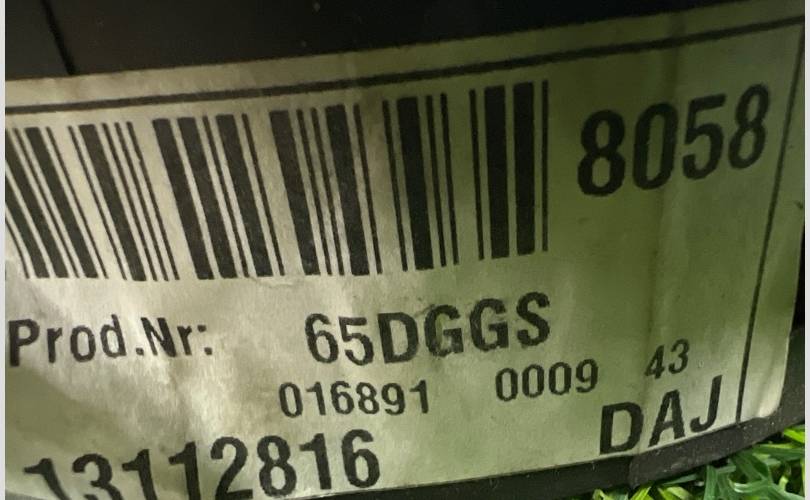 8058
Prod.Nr: 65DGGS
016891 0009 43
13112816 DAJ